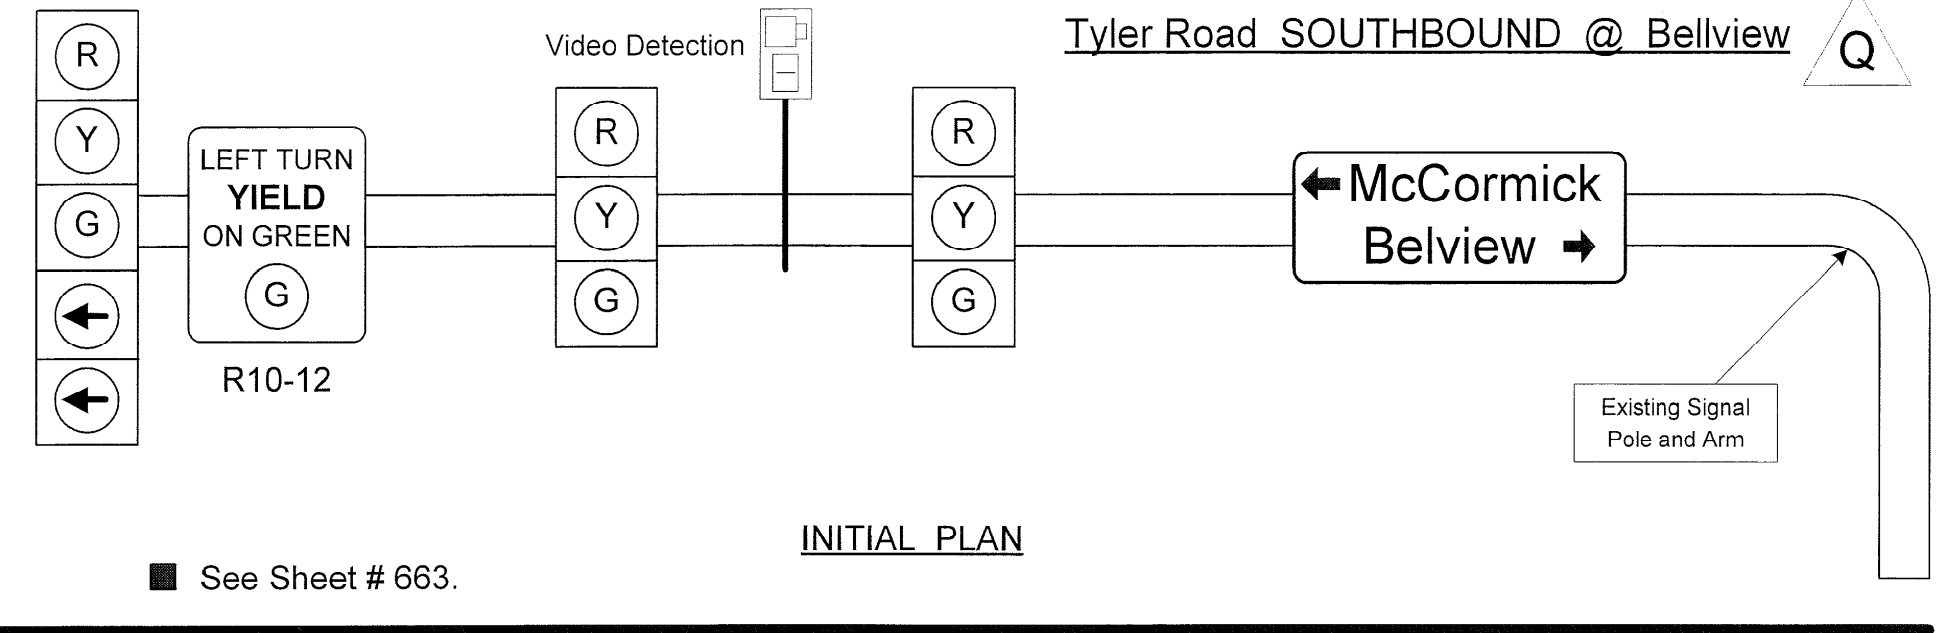 Tyler Road SOUTHBOUND @ Bellview
Q
Video Detection
R
Y
G
LEFT TURN
YIELD
ON GREEN
G
R10-12
R
Y
G
R
Y
G
McCormick
Belview
Existing Signal
Pole and Arm
INITIAL PLAN
See Sheet # 663.